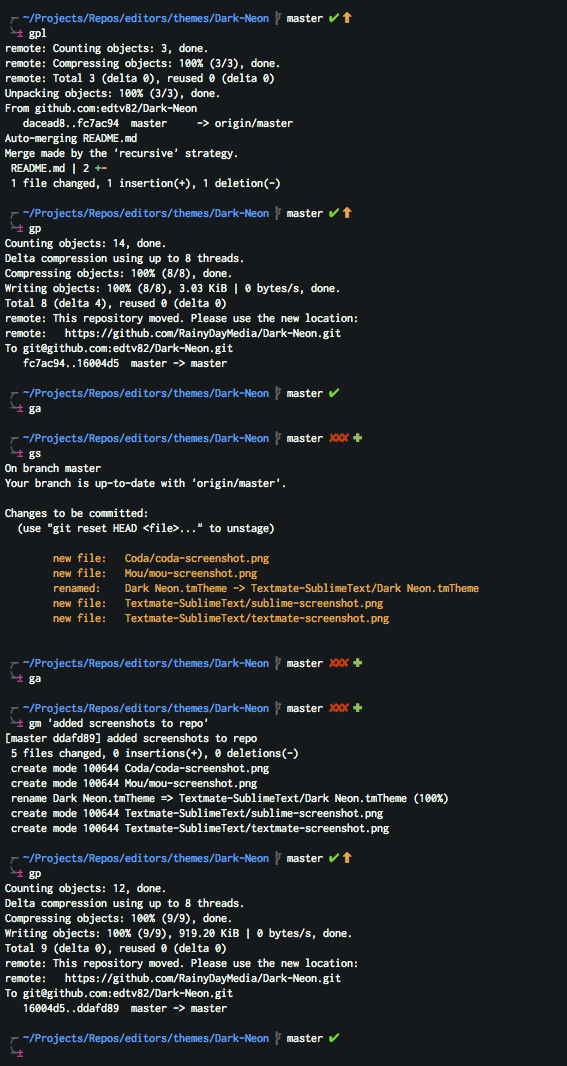 ~/Projects/Repos/editors/themes/Dark-Neon master ✔⬆
± gpl
remote: Counting objects: 3, done.
remote: Compressing objects: 100% (3/3), done.
remote: Total 3 (delta 0), reused 0 (delta 0)
Unpacking objects: 100% (3/3), done.
From github.com:edtv82/Dark-Neon
   dacead8..fc7ac94  master     -> origin/master
Auto-merging README.md
Merge made by the 'recursive' strategy.
 README.md | 2 +-
 1 file changed, 1 insertion(+), 1 deletion(-)
~/Projects/Repos/editors/themes/Dark-Neon master ✔⬆
± gp
Counting objects: 14, done.
Delta compression using up to 8 threads.
Compressing objects: 100% (8/8), done.
Writing objects: 100% (8/8), 3.03 KiB | 0 bytes/s, done.
Total 8 (delta 4), reused 0 (delta 0)
remote: This repository moved. Please use the new location:
remote:   https://github.com/RainyDayMedia/Dark-Neon.git
To git@github.com:edtv82/Dark-Neon.git
   fc7ac94..16004d5  master -> master
~/Projects/Repos/editors/themes/Dark-Neon master ✔
± ga
~/Projects/Repos/editors/themes/Dark-Neon master ✘✘✘ ✚
± gs
On branch master
Your branch is up-to-date with 'origin/master'.
Changes to be committed:
  (use "git reset HEAD <file>..." to unstage)
        new file:   Coda/coda-screenshot.png
        new file:   Mou/mou-screenshot.png
        renamed:    Dark Neon.tmTheme -> Textmate-SublimeText/Dark Neon.tmTheme
        new file:   Textmate-SublimeText/sublime-screenshot.png
        new file:   Textmate-SublimeText/textmate-screenshot.png
~/Projects/Repos/editors/themes/Dark-Neon master ✘✘✘ ✚
± ga
~/Projects/Repos/editors/themes/Dark-Neon master ✘✘✘ ✚
± gm 'added screenshots to repo'
[master ddafd89] added screenshots to repo
 5 files changed, 0 insertions(+), 0 deletions(-)
 create mode 100644 Coda/coda-screenshot.png
 create mode 100644 Mou/mou-screenshot.png
 rename Dark Neon.tmTheme => Textmate-SublimeText/Dark Neon.tmTheme (100%)
 create mode 100644 Textmate-SublimeText/sublime-screenshot.png
 create mode 100644 Textmate-SublimeText/textmate-screenshot.png
~/Projects/Repos/editors/themes/Dark-Neon master ✔⬆
± gp
Counting objects: 12, done.
Delta compression using up to 8 threads.
Compressing objects: 100% (9/9), done.
Writing objects: 100% (9/9), 919.20 KiB | 0 bytes/s, done.
Total 9 (delta 0), reused 0 (delta 0)
remote: This repository moved. Please use the new location:
remote:   https://github.com/RainyDayMedia/Dark-Neon.git
To git@github.com:edtv82/Dark-Neon.git
   16004d5..ddafd89  master -> master
~/Projects/Repos/editors/themes/Dark-Neon master ✔
±